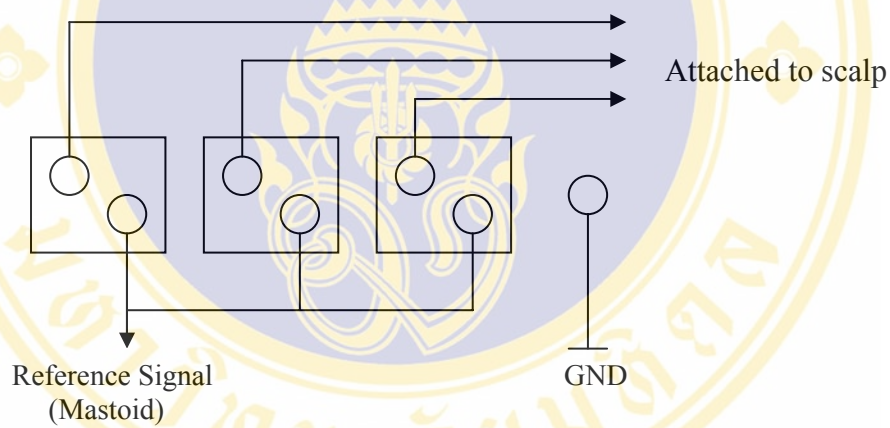 Attached to scalp
Reference Signal
(Mastoid)
GND